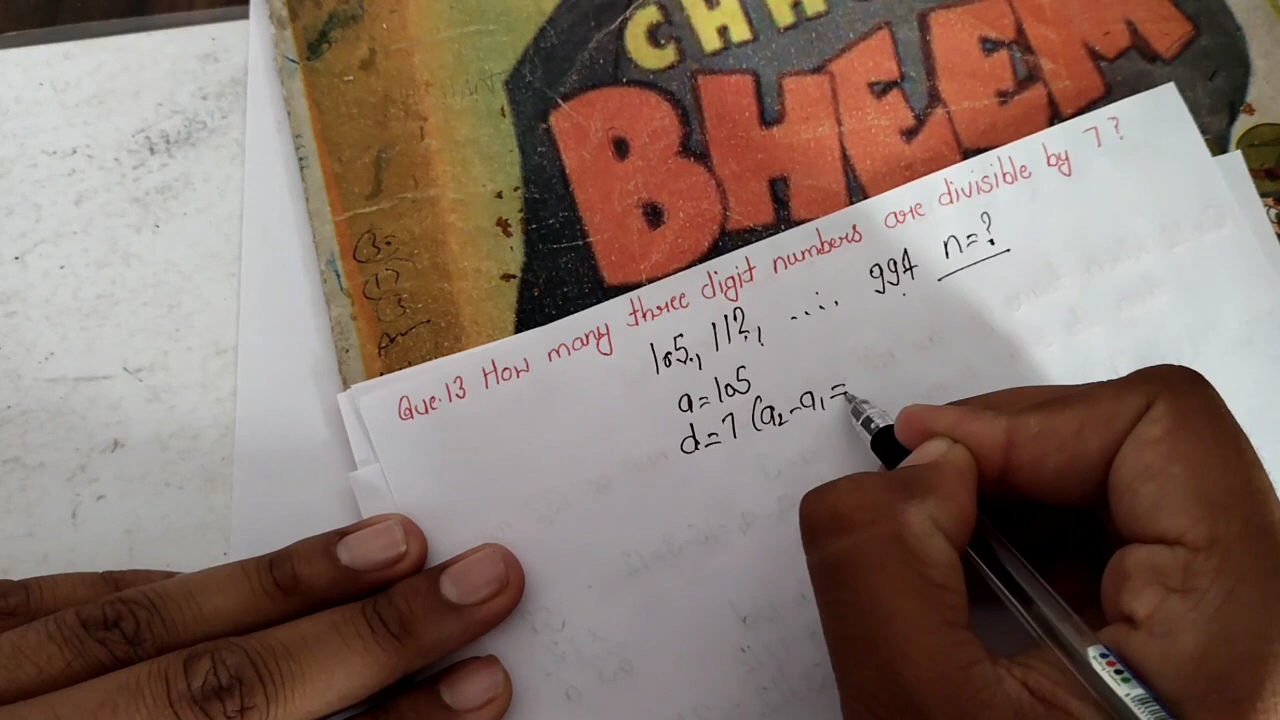 BHEEM
Que.13 How many three digit numbers are divisible by 7?
105, 112, ..... 994 n=?
a=105
d=7 (a₂-a₁=